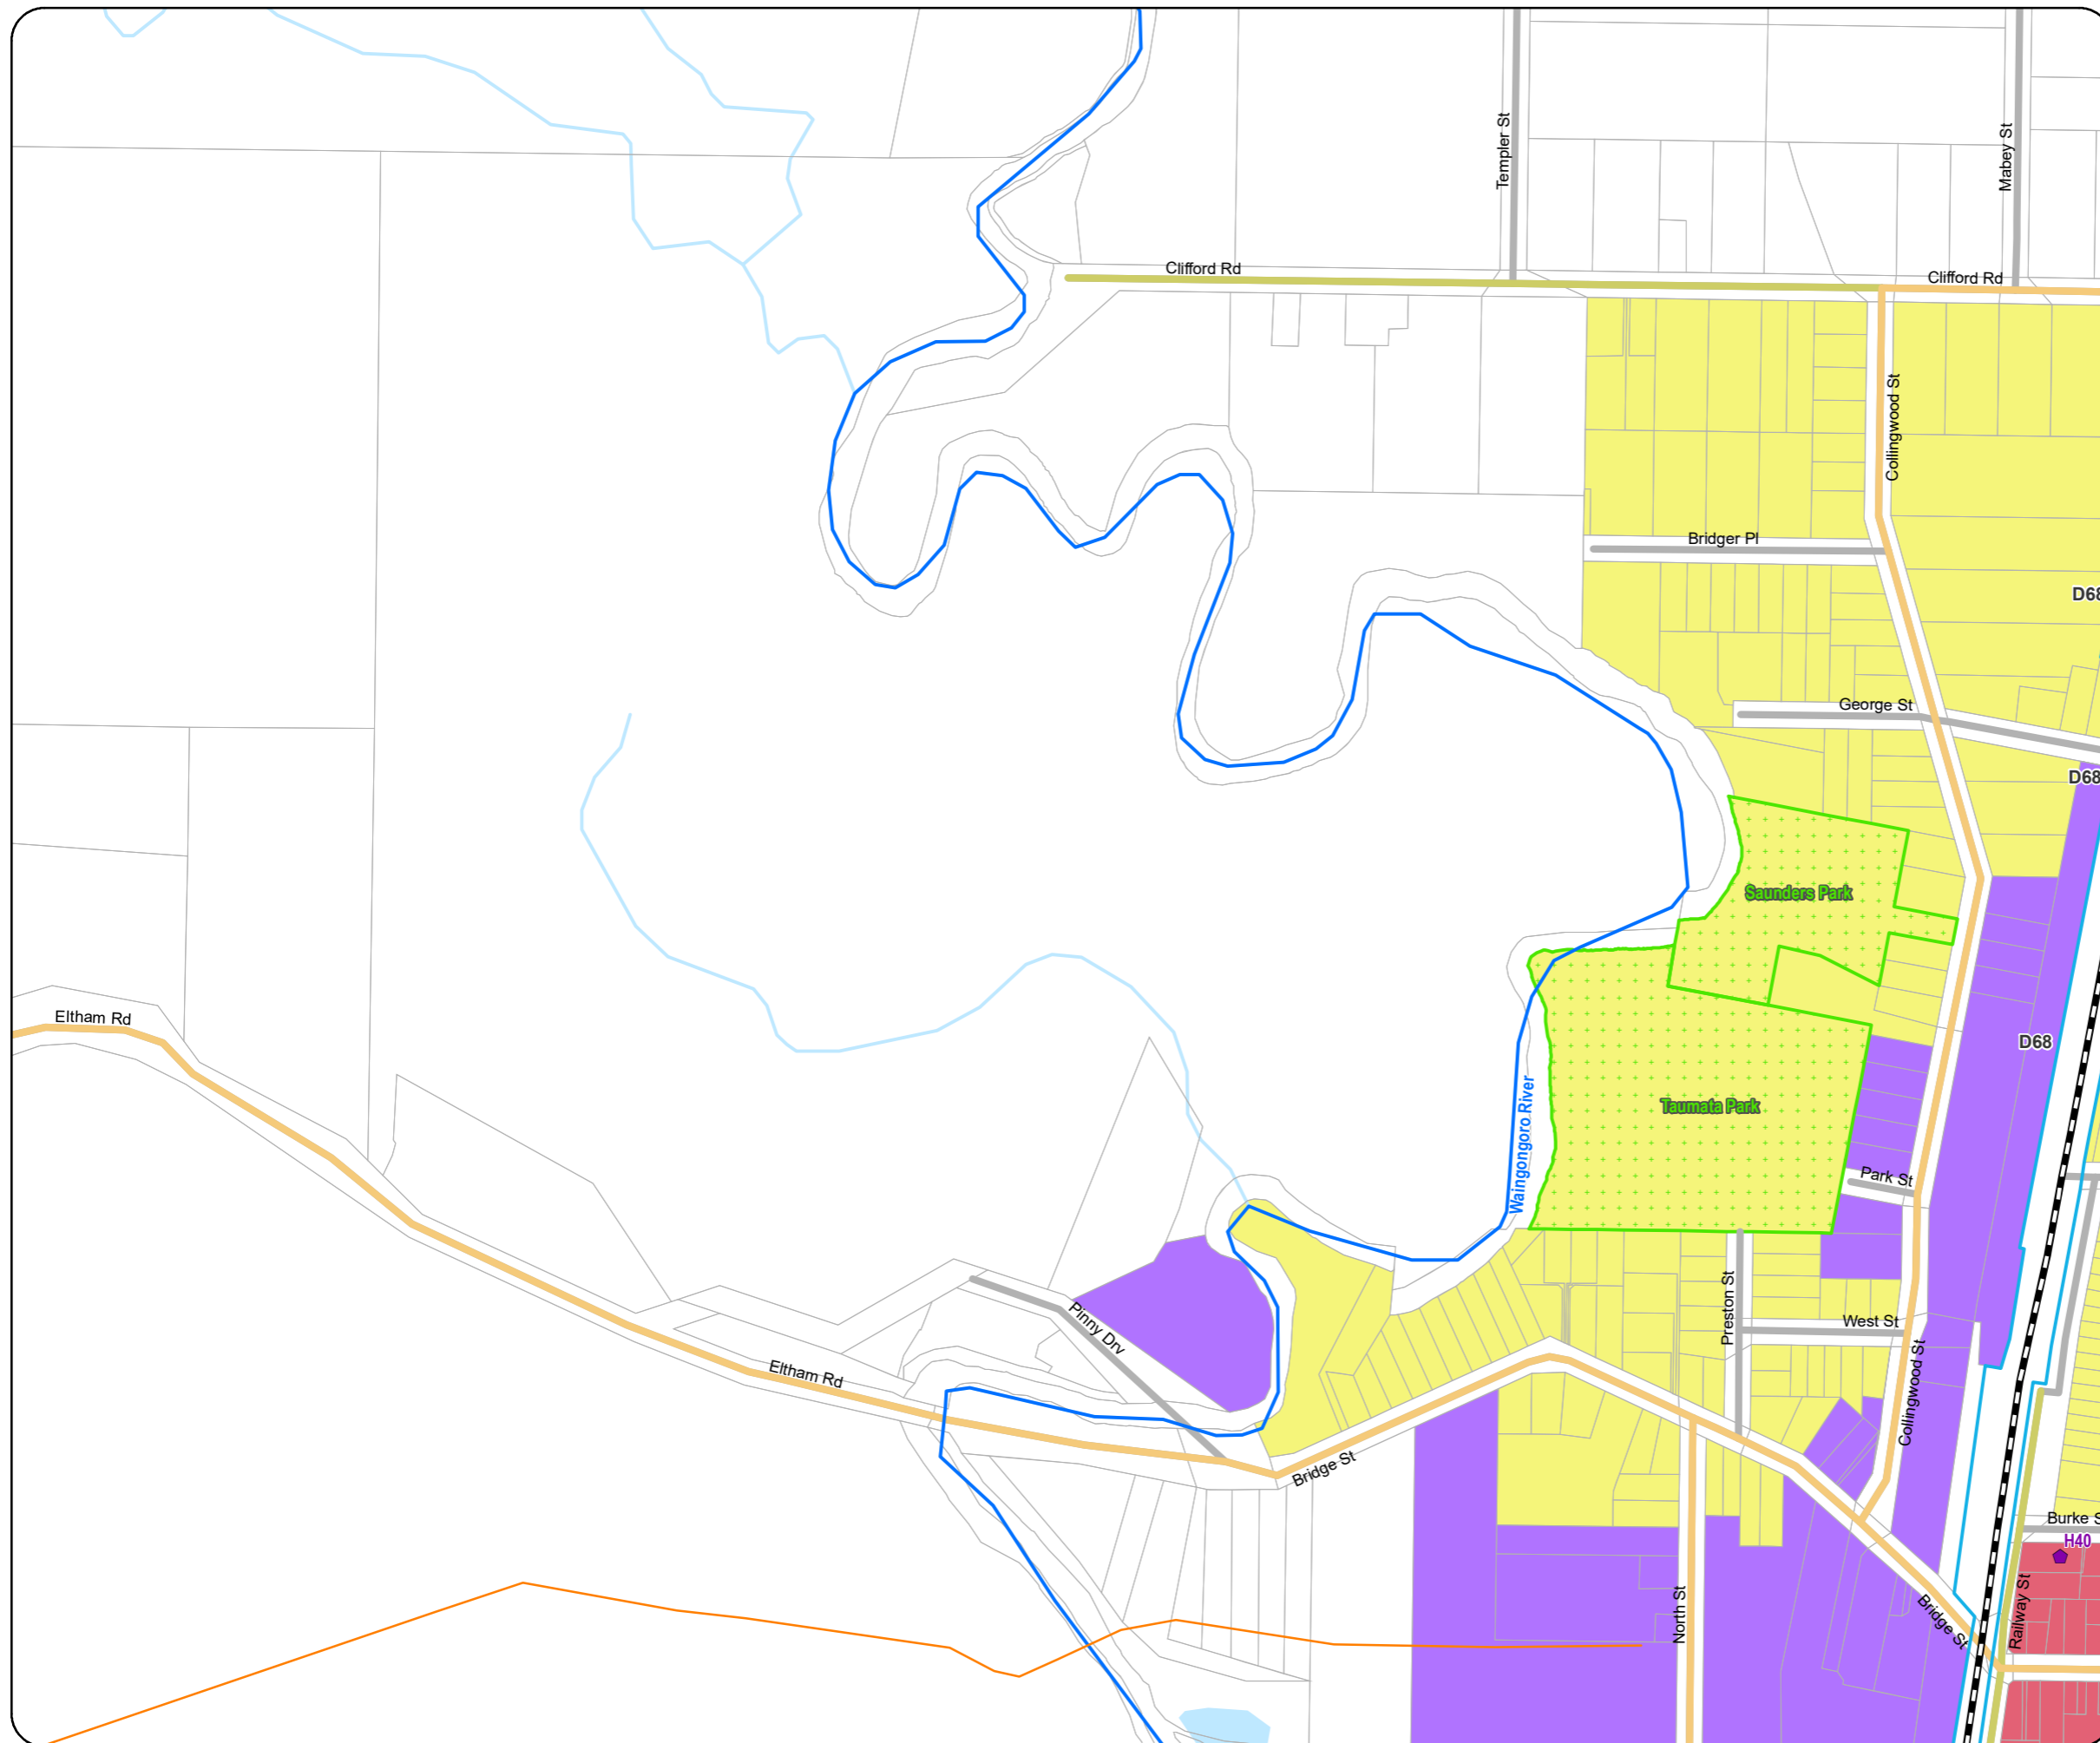 Templer St
Mabey St
Clifford Rd
Clifford Rd
Collingwood St
Bridger Pl
D68
George St
D68
Saunders Park
Eltham Rd
D68
Waingongoro River
Taumata Park
Park St
Pinny Drv
Preston St
West St
Collingwood St
Eltham Rd
Bridge St
Burke S
H40
North St
Railway St
Bridge St